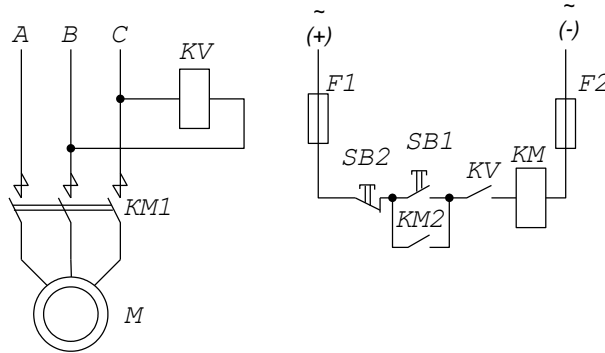 A B C
KV
KM1
M
~ ~
(+) (-)
F1 F2
SB2 SB1 KV KM
KM2